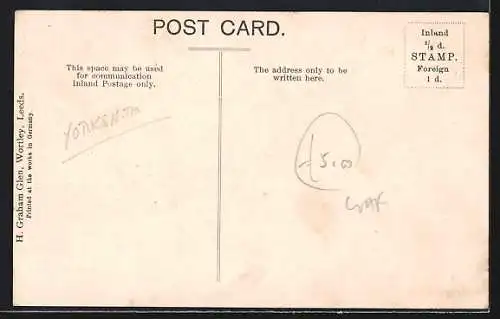 POST CARD.
Inland
½ d.
STAMP.
Foreign
1 d.
This space may be used
for communication
Inland Postage only.
The address only to be
written here.
£5.00
H. Graham Glen, Wortley, Leeds.
Printed at the works in Germany